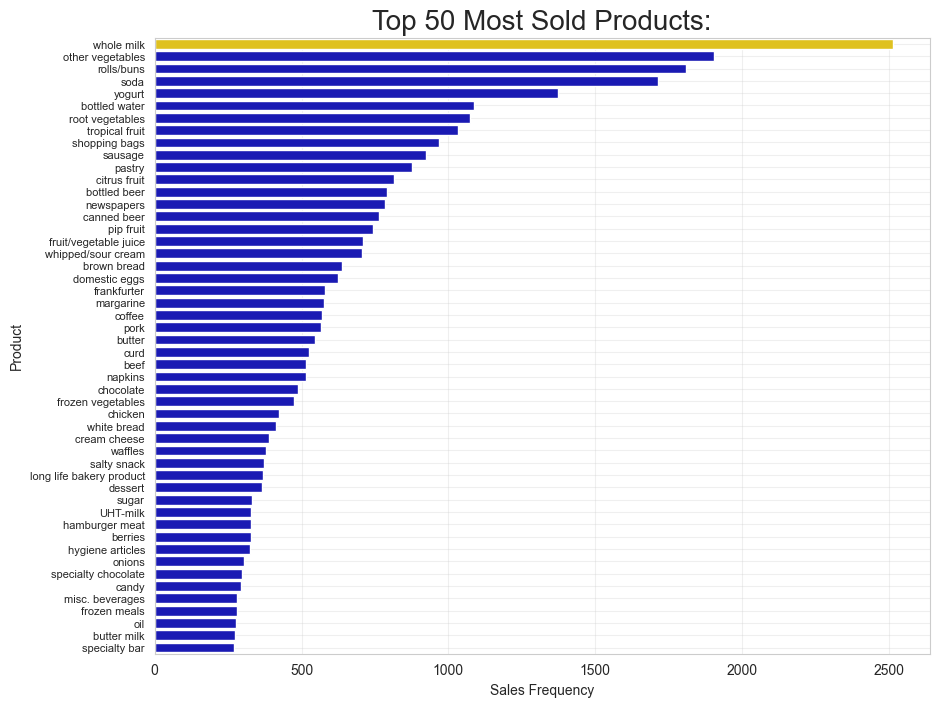 Top 50 Most Sold Products:
whole milk
other vegetables
rolls/buns
soda
yogurt
bottled water
root vegetables
tropical fruit
shopping bags
sausage
pastry
citrus fruit
bottled beer
newspapers
canned beer
pip fruit
fruit/vegetable juice
whipped/sour cream
brown bread
domestic eggs
frankfurter
margarine
coffee
pork
butter
curd
beef
napkins
chocolate
frozen vegetables
chicken
white bread
cream cheese
waffles
salty snack
long life bakery product
dessert
sugar
UHT-milk
hamburger meat
berries
hygiene articles
onions
specialty chocolate
candy
misc. beverages
frozen meals
oil
butter milk
specialty bar
Product
0 500 1000 1500 2000 2500
Sales Frequency